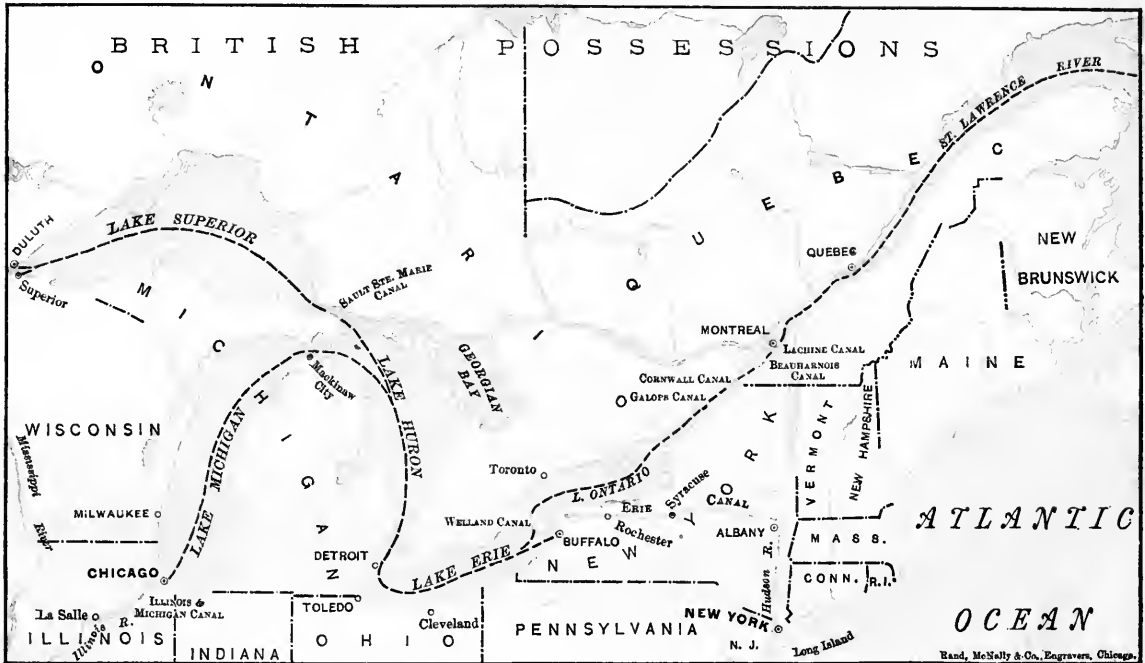 BRITISH POSSESSIONS
ONTARIO
QUEBEC
ST. LAWRENCE RIVER
LAKE SUPERIOR
DULUTH
Superior
SAULT STE. MARIE
CANAL
MICHIGAN
QUEBEC
NEW
BRUNSWICK
MONTREAL
LACHINE CANAL
BEAUHARNOIS
CANAL
MAINE
GEORGIAN
BAY
Mackinaw
City
LAKE HURON
CORNWALL CANAL
GALOPS CANAL
WISCONSIN
Mississippi
River
LAKE MICHIGAN
Toronto
L. ONTARIO
VERMONT
NEW HAMPSHIRE
MILWAUKEE
WELLAND CANAL
ERIE
CANAL
Syracuse
Rochester
BUFFALO
NEW YORK
ALBANY
MASS.
ATLANTIC
OCEAN
CHICAGO
DETROIT
LAKE ERIE
Hudson R.
CONN.
R.I.
La Salle
Illinois R.
ILLINOIS &
MICHIGAN CANAL
TOLEDO
Cleveland
NEW YORK
Long Island
ILLINOIS
INDIANA
OHIO
PENNSYLVANIA
N. J.
Rand, McNally & Co., Engravers, Chicago.